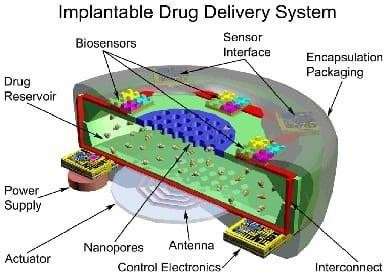 Implantable Drug Delivery System
Biosensors
Sensor
Interface
Encapsulation
Packaging
Drug
Reservoir
Power
Supply
Actuator
Nanopores
Antenna
Control Electronics
Interconnect